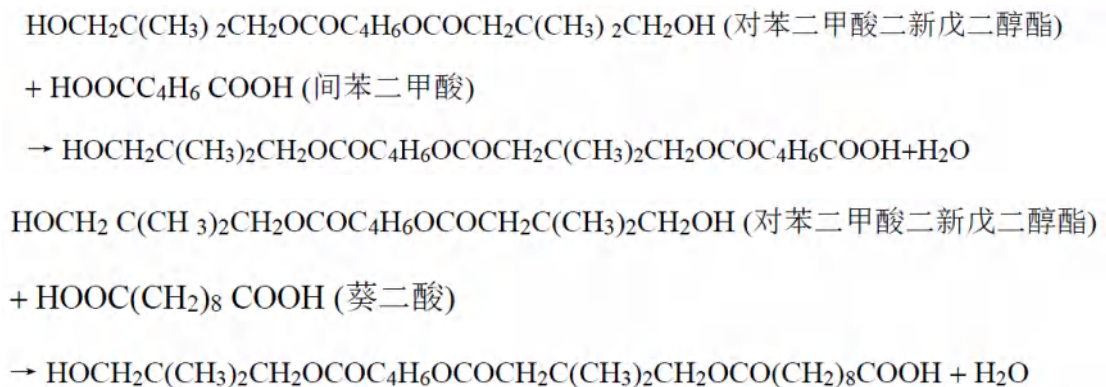 HOCH2C(CH3) 2CH2OCOC4H6OCOCH2C(CH3) 2CH2OH (对苯二甲酸二新戊二醇酯)
+ HOOCC4H6 COOH (间苯二甲酸)
→ HOCH2C(CH3)2CH2OCOC4H6OCOCH2C(CH3)2CH2OCOC4H6COOH+H2O
HOCH2 C(CH 3)2CH2OCOC4H6OCOCH2C(CH3)2CH2OH (对苯二甲酸二新戊二醇酯)
+ HOOC(CH2)8 COOH (葵二酸)
→ HOCH2C(CH3)2CH2OCOC4H6OCOCH2C(CH3)2CH2OCO(CH2)8COOH + H2O